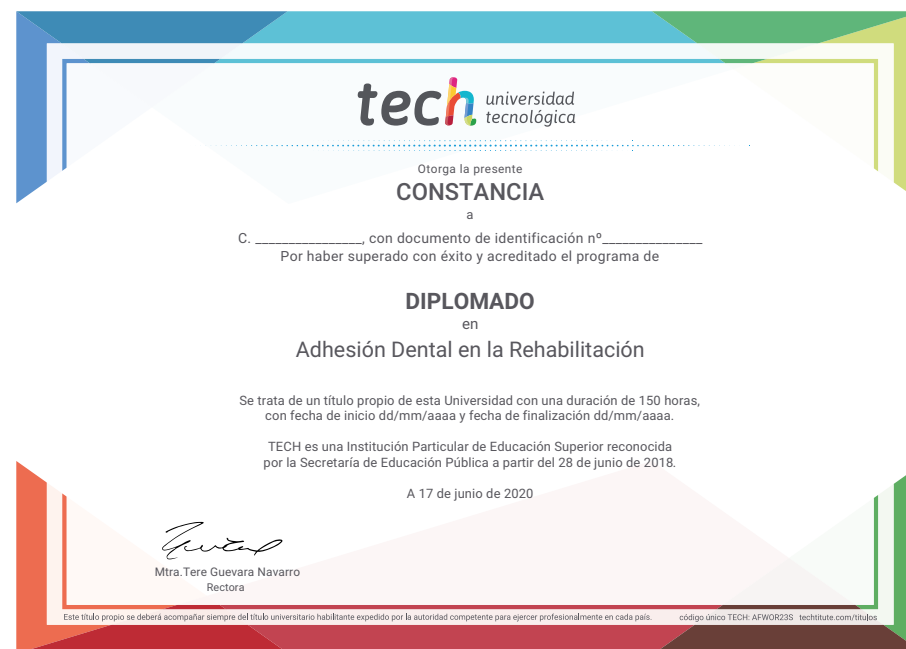 tech universidad
tecnológica
Otorga la presente
CONSTANCIA
a
C. ________________, con documento de identificación nº_______________
Por haber superado con éxito y acreditado el programa de
DIPLOMADO
en
Adhesión Dental en la Rehabilitación
Se trata de un título propio de esta Universidad con una duración de 150 horas,
con fecha de inicio dd/mm/aaaa y fecha de finalización dd/mm/aaaa.
TECH es una Institución Particular de Educación Superior reconocida
por la Secretaría de Educación Pública a partir del 28 de junio de 2018.
A 17 de junio de 2020
Mtra.Tere Guevara Navarro
Rectora
Este título propio se deberá acompañar siempre del título universitario habilitante expedido por la autoridad competente para ejercer profesionalmente en cada país. código único TECH: AFWOR23S techtitute.com/titulos